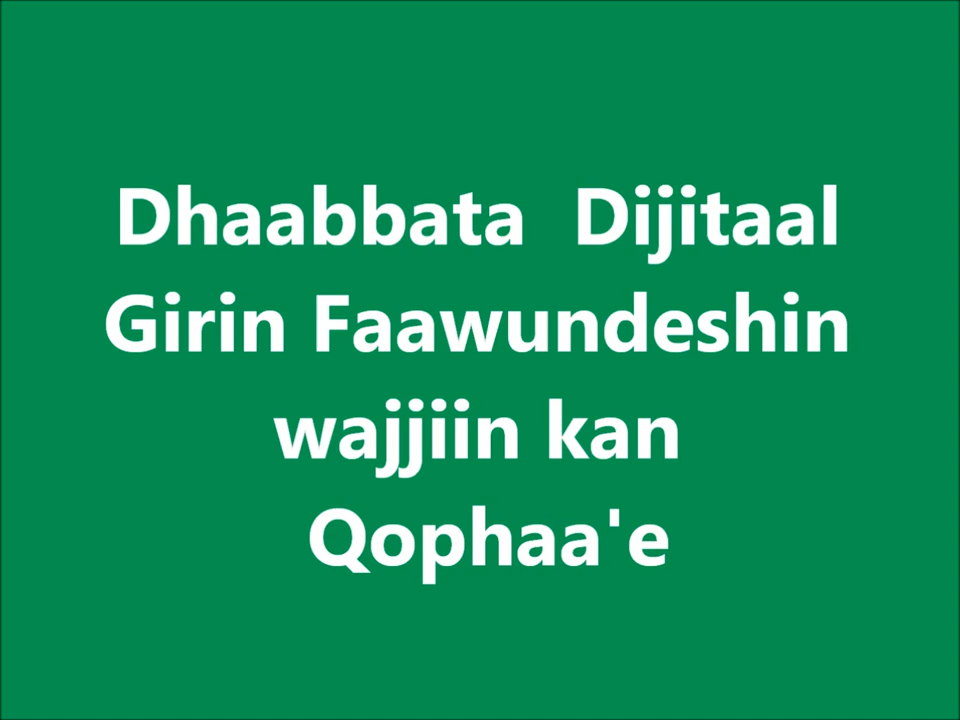 Dhaabbata Dijitaal
Girin Faawundeshin
wajjiin kan
Qophaa'e